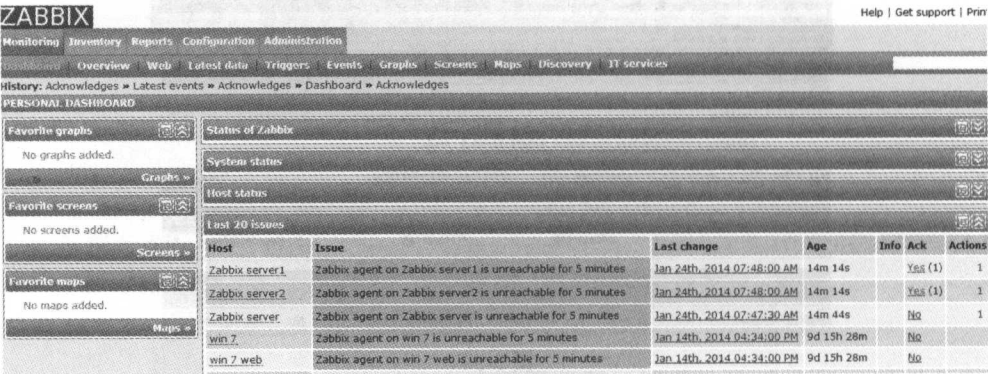 ZABBIX
Help | Get support | Prin
Monitoring Inventory Reports Configuration Administration
Dashboard Overview Web Latest data Triggers Events Graphs Screens Maps Discovery IT services
History: Acknowledges » Latest events » Acknowledges » Dashboard » Acknowledges
PERSONAL DASHBOARD
Favorite graphs
No graphs added.
Graphs »
Favorite screens
No screens added.
Screens »
Favorite maps
No maps added.
Maps »
Status of Zabbix
System status
Host status
Last 20 issues
Host Issue Last change Age Info Ack Actions
Zabbix server1 Zabbix agent on Zabbix server1 is unreachable for 5 minutes Jan 24th, 2014 07:48:00 AM 14m 14s Yes (1) 1
Zabbix server2 Zabbix agent on Zabbix server2 is unreachable for 5 minutes Jan 24th, 2014 07:48:00 AM 14m 14s Yes (1) 1
Zabbix server Zabbix agent on Zabbix server is unreachable for 5 minutes Jan 24th, 2014 07:47:30 AM 14m 44s No 1
win 7 Zabbix agent on win 7 is unreachable for 5 minutes Jan 14th, 2014 04:34:00 PM 9d 15h 28m No
win 7 web Zabbix agent on win 7 web is unreachable for 5 minutes Jan 14th, 2014 04:34:00 PM 9d 15h 28m No